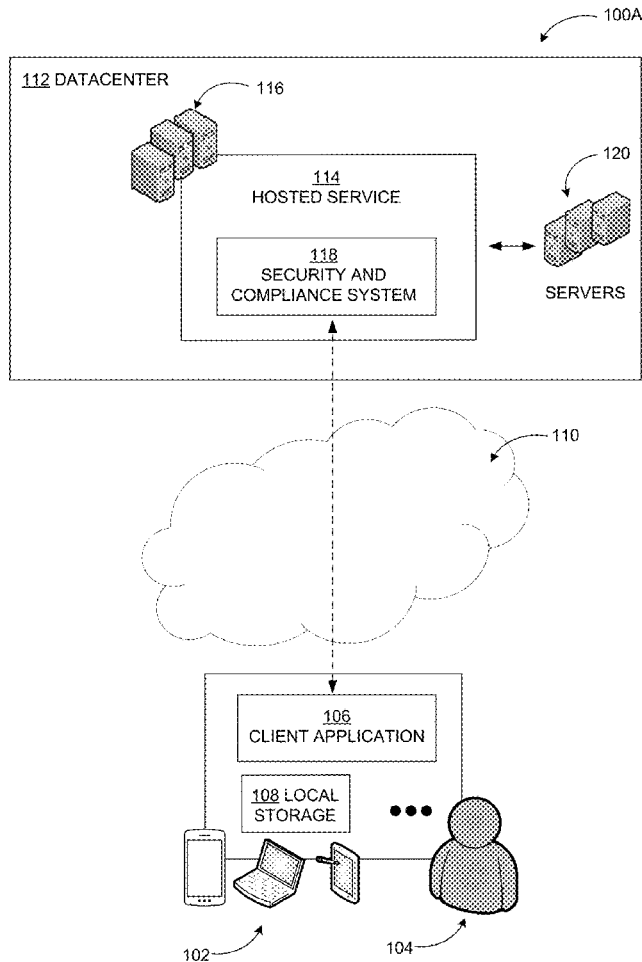 100A
112 DATACENTER
116
114
HOSTED SERVICE
120
118
SECURITY AND
COMPLIANCE SYSTEM
SERVERS
110
106
CLIENT APPLICATION
108 LOCAL
STORAGE
102
104